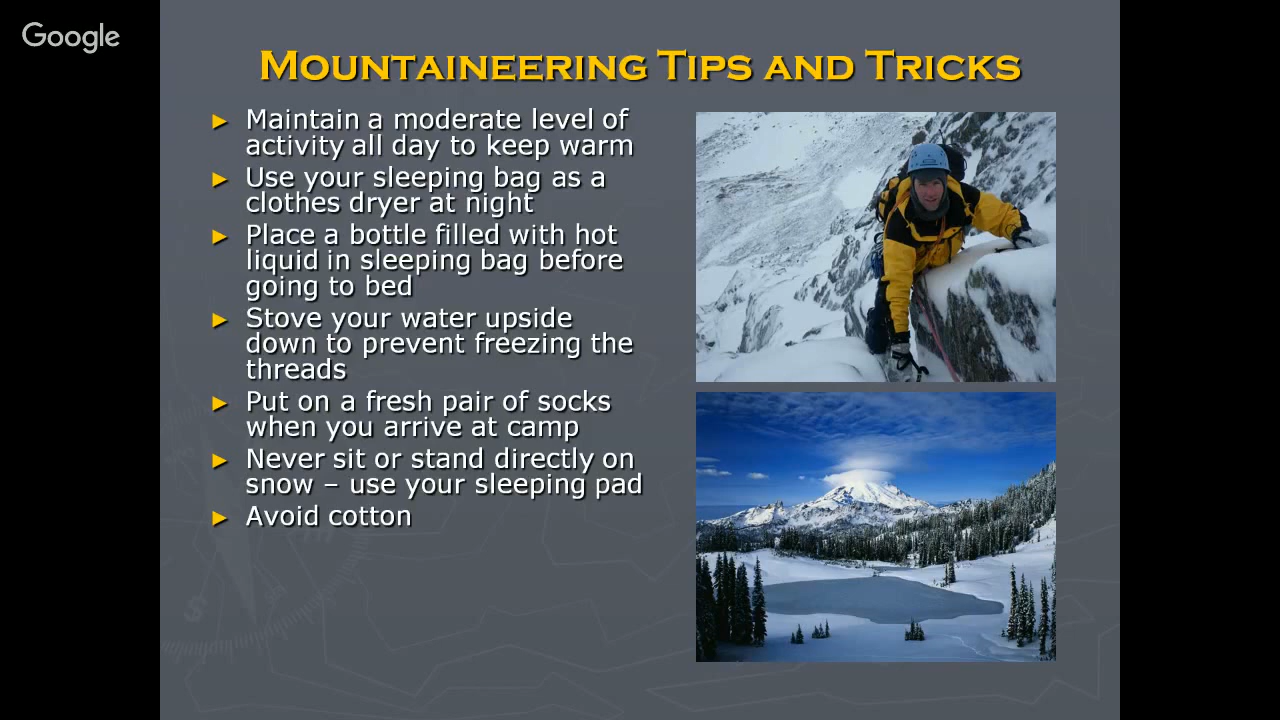 Google
Mountaineering Tips and Tricks
► Maintain a moderate level of
activity all day to keep warm
► Use your sleeping bag as a
clothes dryer at night
► Place a bottle filled with hot
liquid in sleeping bag before
going to bed
► Stove your water upside
down to prevent freezing the
threads
► Put on a fresh pair of socks
when you arrive at camp
► Never sit or stand directly on
snow – use your sleeping pad
► Avoid cotton